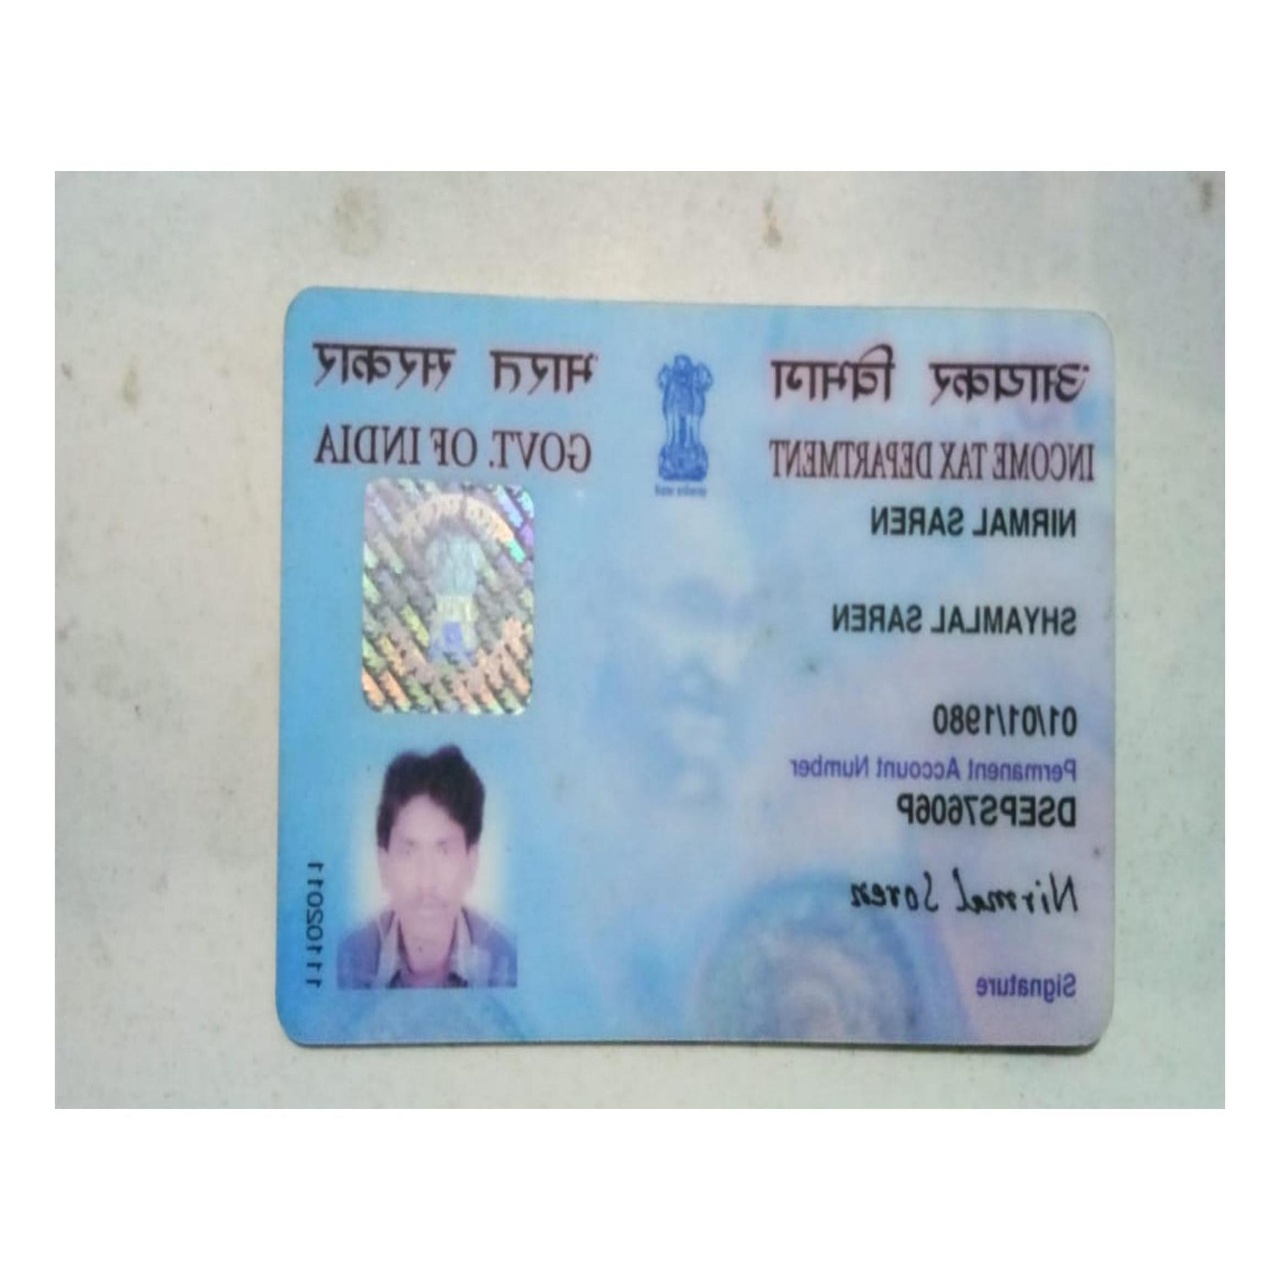 आयकर विभाग
INCOME TAX DEPARTMENT
भारत सरकार
GOVT. OF INDIA
NIRMAL SAREN
SHYAMLAL SAREN
01/01/1980
Permanent Account Number
DSEPS7606P
Nirmal Soren
Signature
11020111